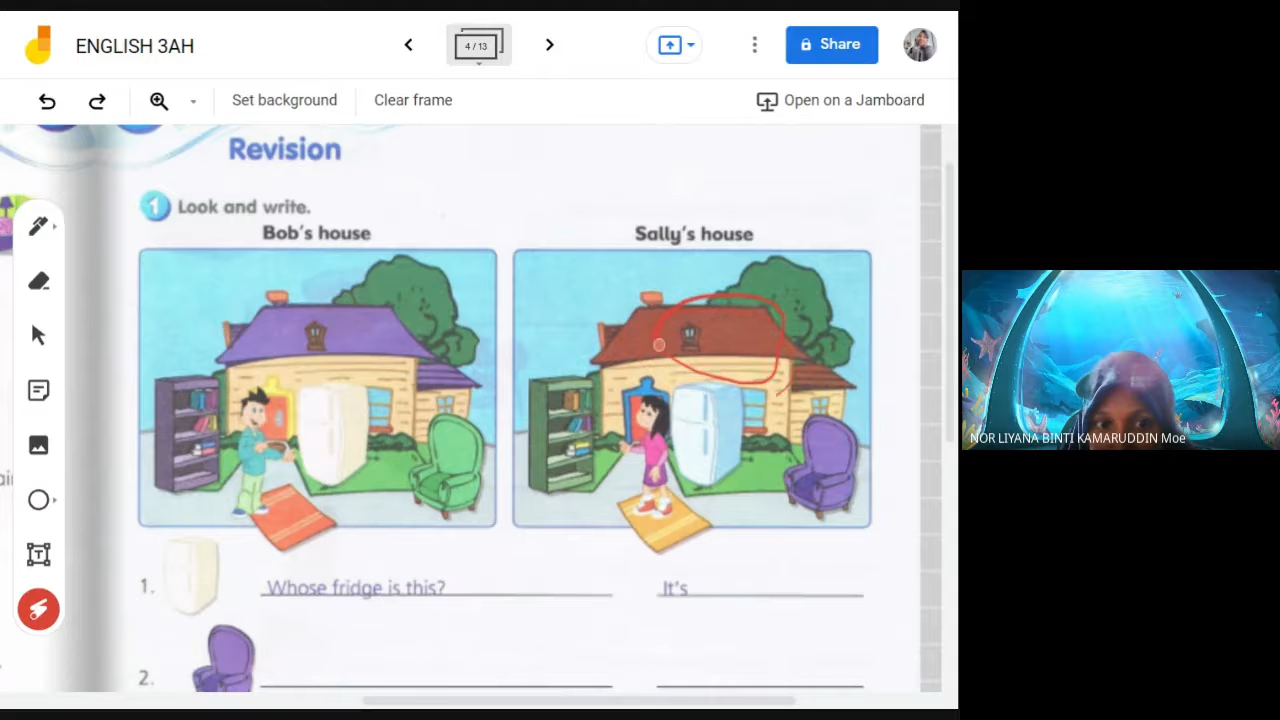 ENGLISH 3AH
4 / 13
Share
Set background
Clear frame
Open on a Jamboard
Revision
1 Look and write.
Bob's house
Sally's house
1. Whose fridge is this? It's
2.
NOR LIYANA BINTI KAMARUDDIN Moe